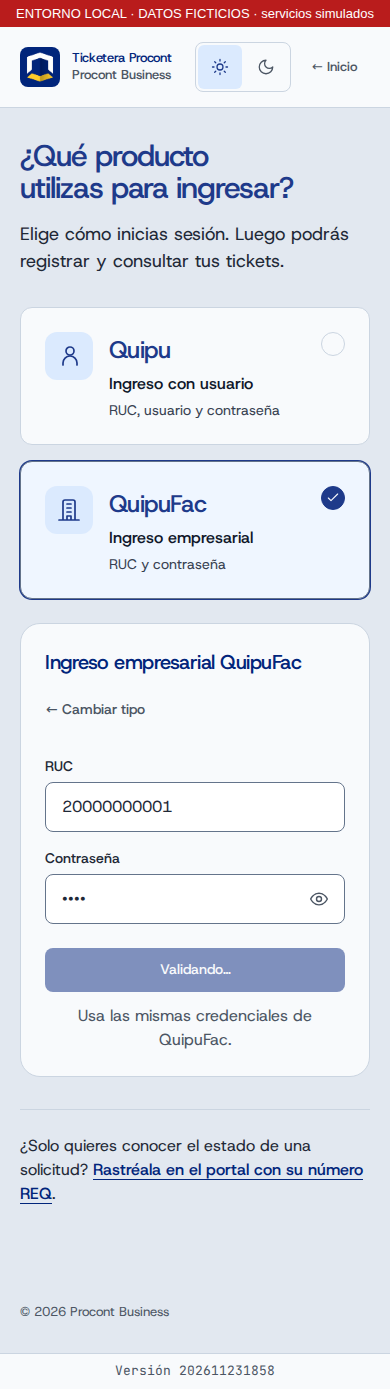 ENTORNO LOCAL · DATOS FICTICIOS · servicios simulados
Ticketera Procont
Procont Business
← Inicio
¿Qué producto
utilizas para ingresar?
Elige cómo inicias sesión. Luego podrás
registrar y consultar tus tickets.
Quipu
Ingreso con usuario
RUC, usuario y contraseña
QuipuFac
Ingreso empresarial
RUC y contraseña
Ingreso empresarial QuipuFac
← Cambiar tipo
RUC
20000000001
Contraseña
••••
Validando…
Usa las mismas credenciales de
QuipuFac.
¿Solo quieres conocer el estado de una
solicitud? Rastréala en el portal con su número
REQ.
© 2026 Procont Business
Versión 202611231858